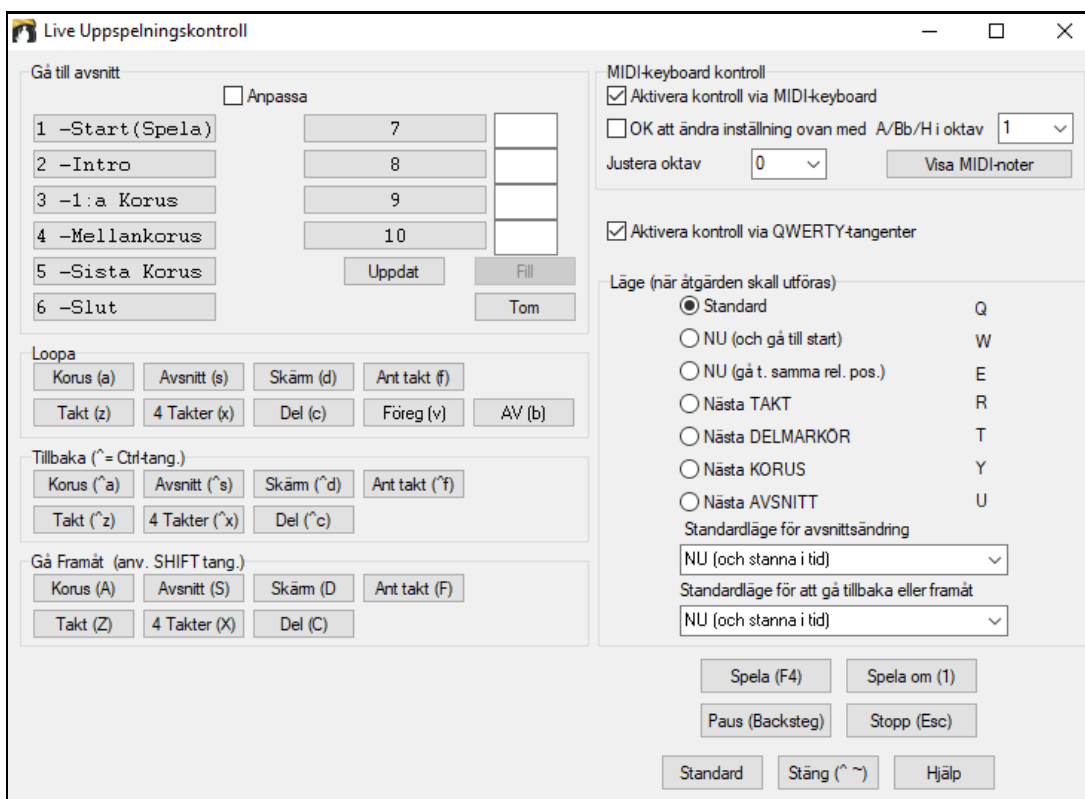 Live Uppspelningskontroll
Gå till avsnitt
Anpassa
1 -Start(Spela) 7
2 -Intro 8
3 -1:a Korus 9
4 -Mellankorus 10
5 -Sista Korus Uppdat Fill
6 -Slut Tom
Loopa
Korus (a) Avsnitt (s) Skärm (d) Ant takt (f)
Takt (z) 4 Takter (x) Del (c) Föreg (v) AV (b)
Tillbaka (^= Ctrl-tang.)
Korus (^a) Avsnitt (^s) Skärm (^d) Ant takt (^f)
Takt (^z) 4 Takter (^x) Del (^c)
Gå Framåt (anv. SHIFT tang.)
Korus (A) Avsnitt (S) Skärm (D Ant takt (F)
Takt (Z) 4 Takter (X) Del (C)
MIDI-keyboard kontroll
Aktivera kontroll via MIDI-keyboard
OK att ändra inställning ovan med A/Bb/H i oktav 1
Justera oktav 0 Visa MIDI-noter
Aktivera kontroll via QWERTY-tangenter
Läge (när åtgärden skall utföras)
Standard Q
NU (och gå till start) W
NU (gå t. samma rel. pos.) E
Nästa TAKT R
Nästa DELMARKÖR T
Nästa KORUS Y
Nästa AVSNITT U
Standardläge för avsnittsändring
NU (och stanna i tid)
Standardläge för att gå tillbaka eller framåt
NU (och stanna i tid)
Spela (F4) Spela om (1)
Paus (Backsteg) Stopp (Esc)
Standard Stäng (^ ~) Hjälp